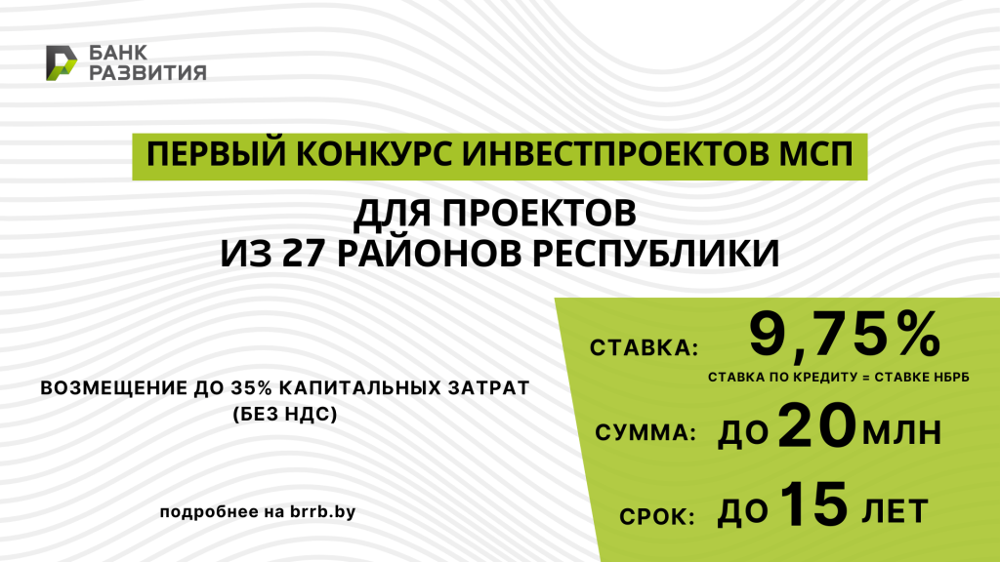 БАНК
РАЗВИТИЯ
ПЕРВЫЙ КОНКУРС ИНВЕСТПРОЕКТОВ МСП
ДЛЯ ПРОЕКТОВ
ИЗ 27 РАЙОНОВ РЕСПУБЛИКИ
ВОЗМЕЩЕНИЕ ДО 35% КАПИТАЛЬНЫХ ЗАТРАТ
(БЕЗ НДС)
подробнее на brrb.by
СТАВКА: 9,75%
СТАВКА ПО КРЕДИТУ = СТАВКЕ НБРБ
СУММА: ДО 20 МЛН
СРОК: ДО 15 ЛЕТ